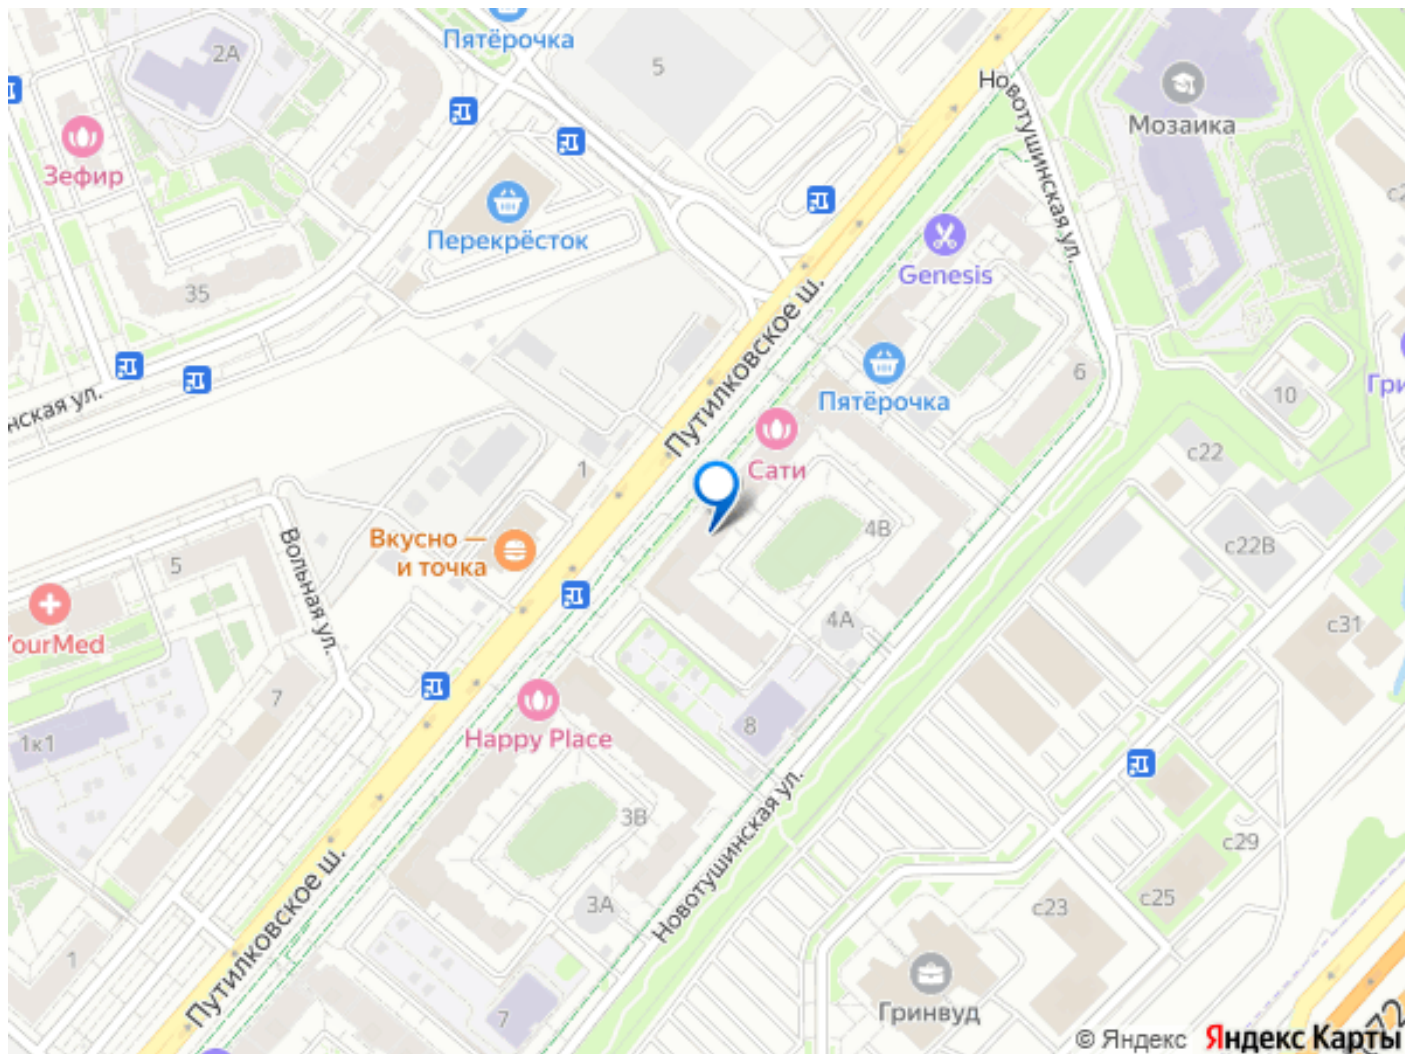 Пятёрочка
2А
5
Новотушинская ул.
Мозаика
Зефир
Перекрёсток
Genesis
35
Путилковское ш.
Пятёрочка
6
10
Сати
с22
1
Вкусно —
и точка
4В
с22В
Вольная ул.
5
YourMed
4А
с31
7
8
1к1
Happy Place
3В
Новотушинская ул.
с29
Путилковское ш.
3А
с23
с25
1
Гринвуд
7
© Яндекс Яндекс Карты